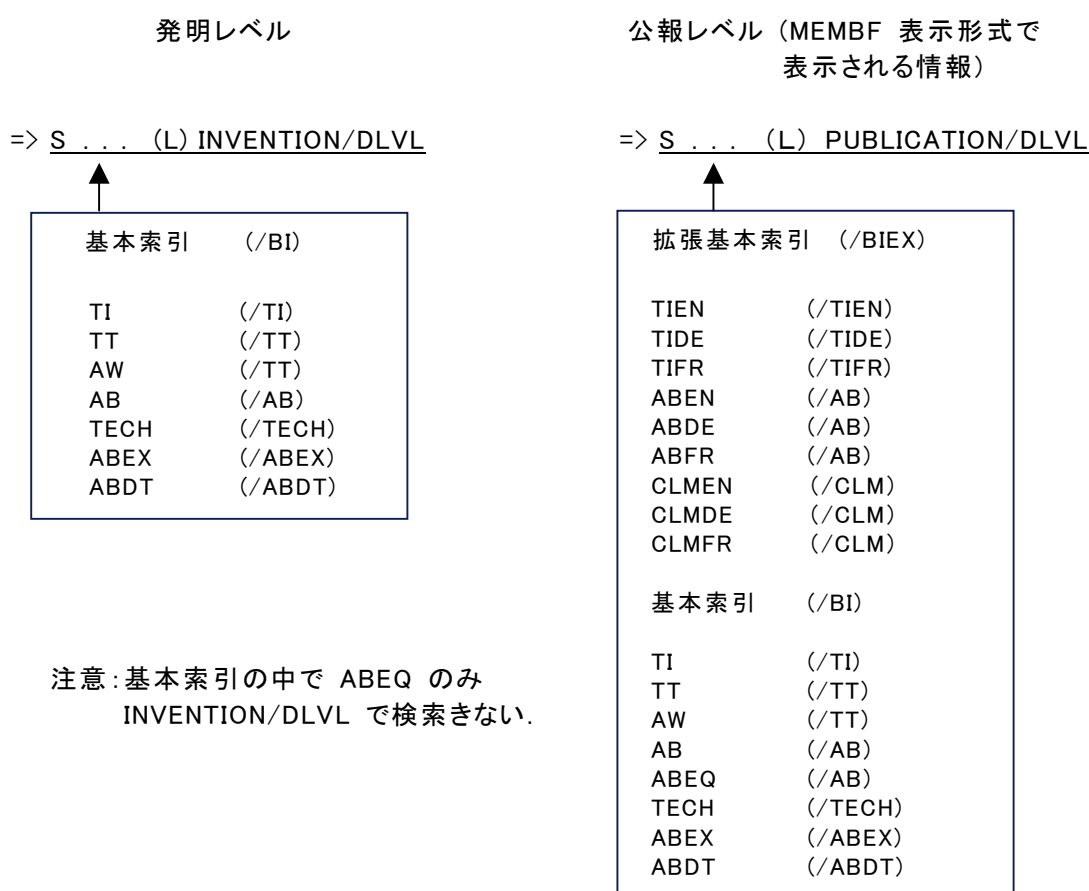 発明レベル
=> S . . . (L) INVENTION/DLVL
基本索引 (/BI)
TI (/TI)
TT (/TT)
AW (/TT)
AB (/AB)
TECH (/TECH)
ABEX (/ABEX)
ABDT (/ABDT)
注意:基本索引の中で ABEQ のみ
INVENTION/DLVL で検索きない.
公報レベル (MEMBF 表示形式で
表示される情報)
=> S . . . (L) PUBLICATION/DLVL
拡張基本索引 (/BIEX)
TIEN (/TIEN)
TIDE (/TIDE)
TIFR (/TIFR)
ABEN (/AB)
ABDE (/AB)
ABFR (/AB)
CLMEN (/CLM)
CLMDE (/CLM)
CLMFR (/CLM)
基本索引 (/BI)
TI (/TI)
TT (/TT)
AW (/TT)
AB (/AB)
ABEQ (/AB)
TECH (/TECH)
ABEX (/ABEX)
ABDT (/ABDT)